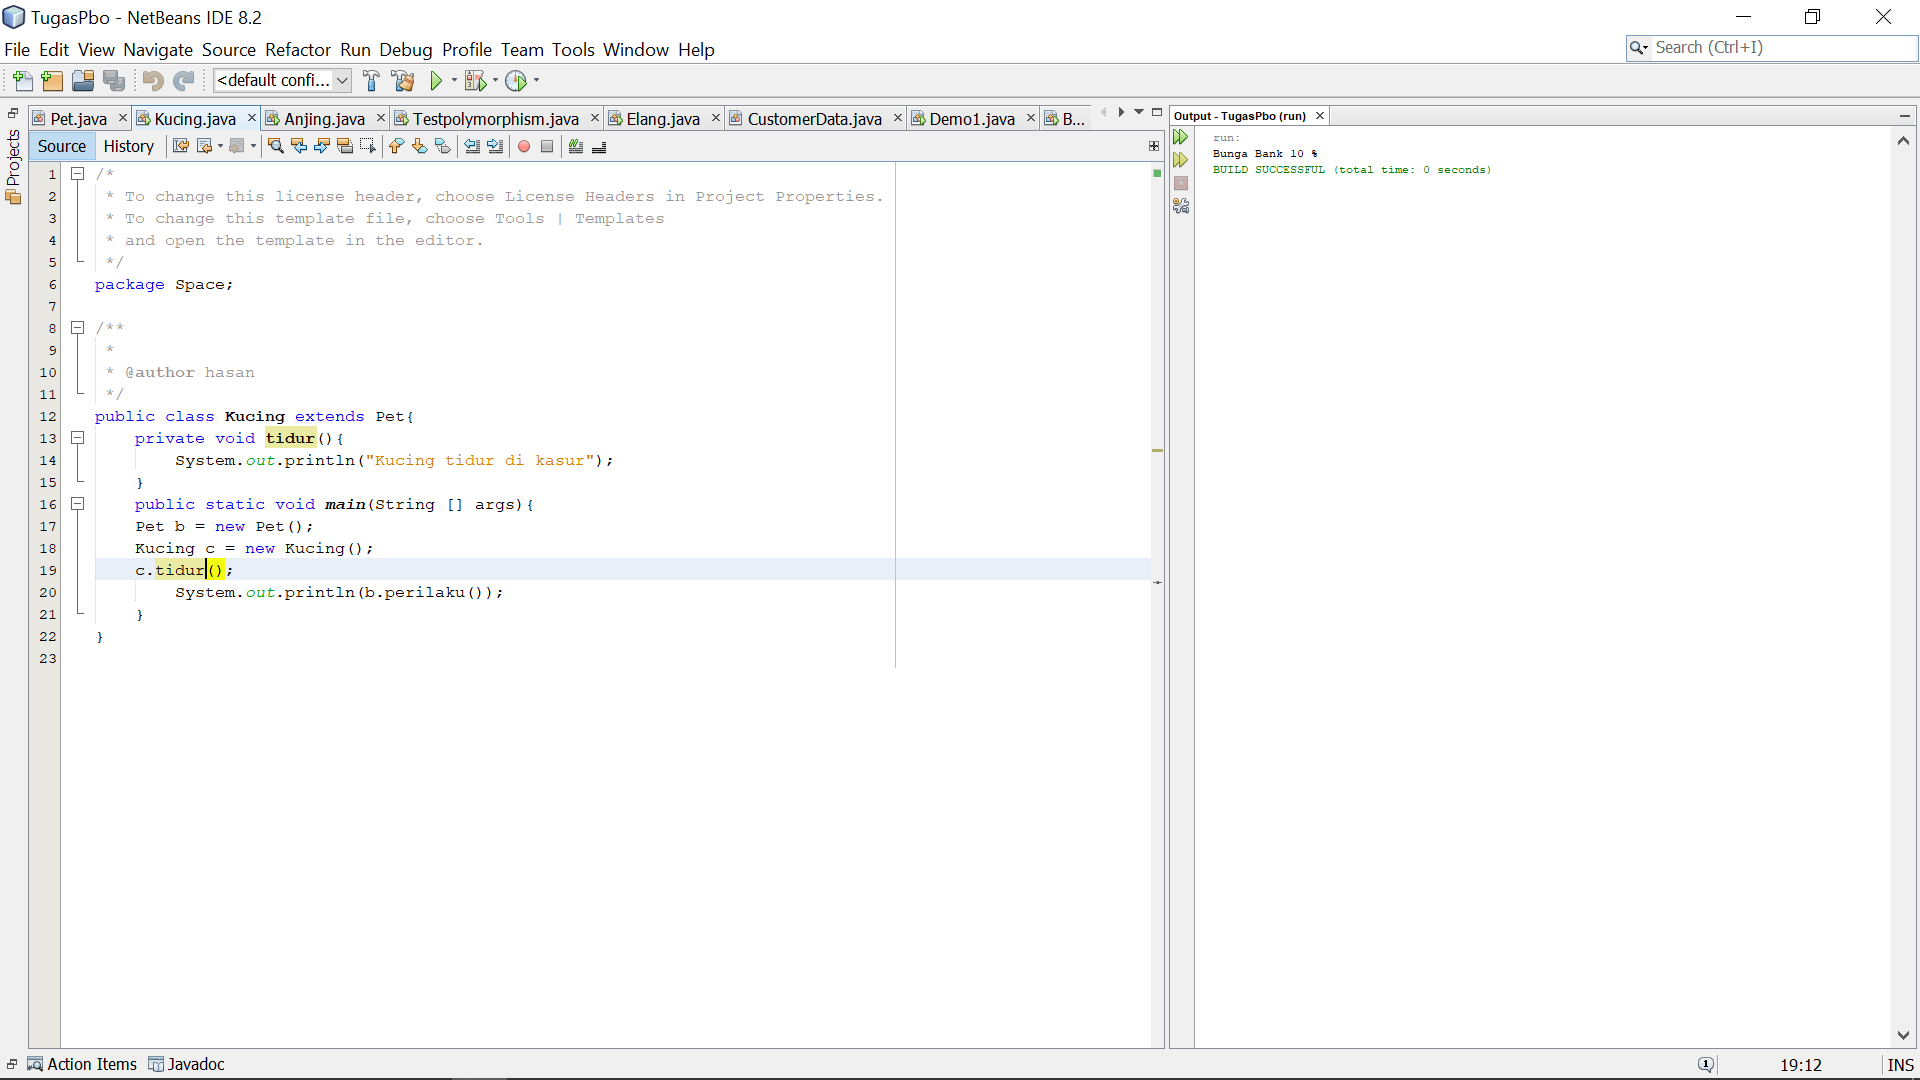 TugasPbo - NetBeans IDE 8.2
File Edit View Navigate Source Refactor Run Debug Profile Team Tools Window Help
Search (Ctrl+I)
<default confi...
Projects
Pet.java Kucing.java Anjing.java Testpolymorphism.java Elang.java CustomerData.java Demo1.java B...
Source History
1 /*
2 * To change this license header, choose License Headers in Project Properties.
3 * To change this template file, choose Tools | Templates
4 * and open the template in the editor.
5 */
6 package Space;
7
8 /**
9 *
10 * @author hasan
11 */
12 public class Kucing extends Pet{
13 private void tidur(){
14 System.out.println("Kucing tidur di kasur");
15 }
16 public static void main(String [] args){
17 Pet b = new Pet();
18 Kucing c = new Kucing();
19 c.tidur();
20 System.out.println(b.perilaku());
21 }
22 }
23
Output - TugasPbo (run)
run:
Bunga Bank 10 %
BUILD SUCCESSFUL (total time: 0 seconds)
Action Items Javadoc
19:12 INS